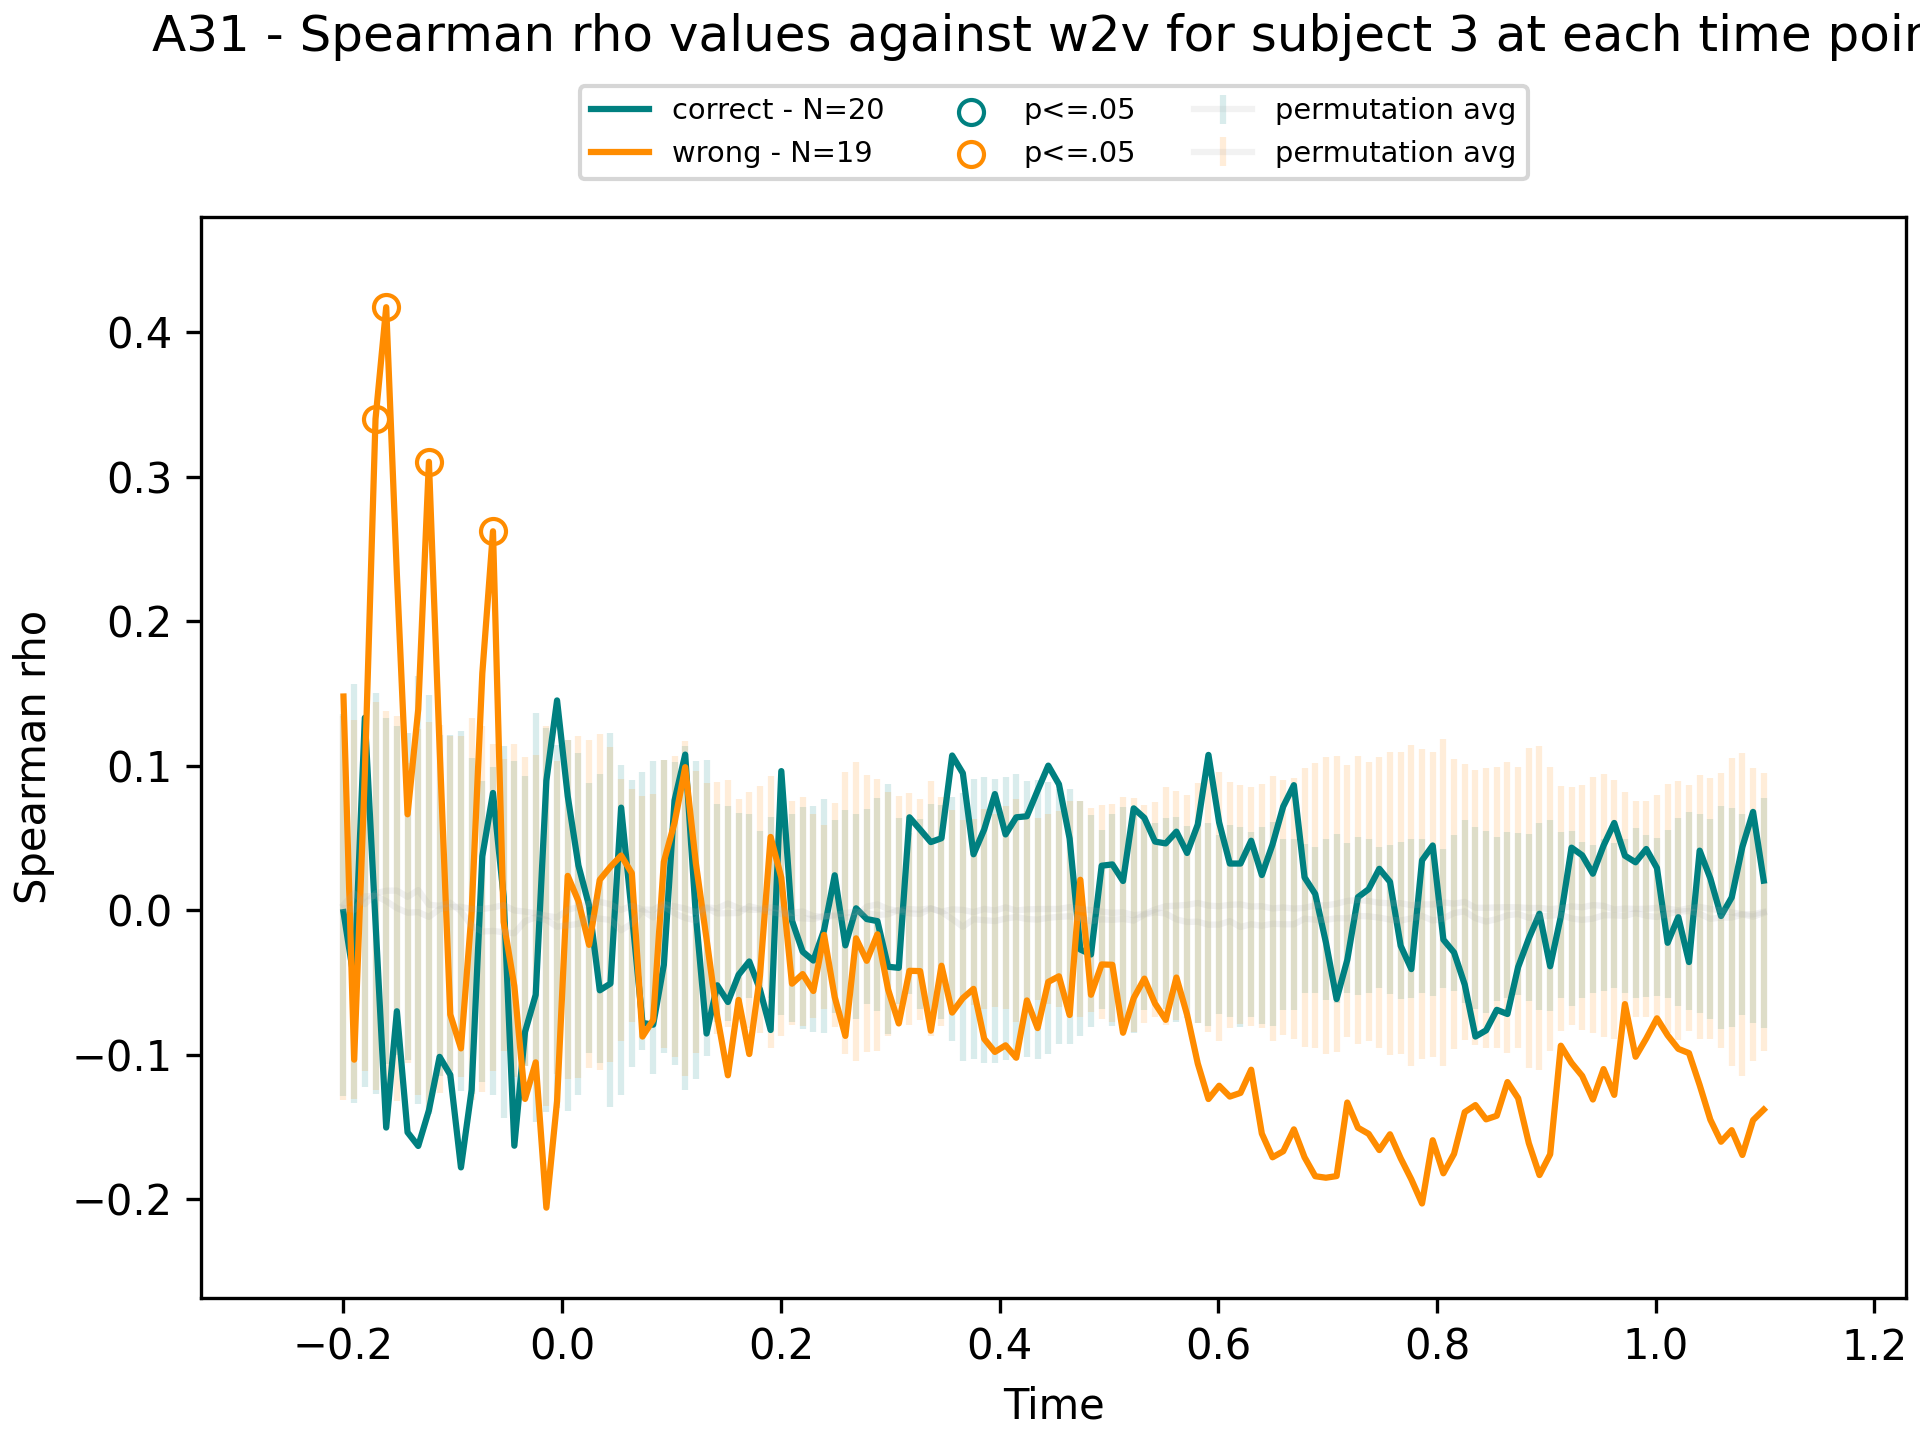 A31 - Spearman rho values against w2v for subject 3 at each time poin
correct - N=20
wrong - N=19
p<=.05
p<=.05
permutation avg
permutation avg
Spearman rho
0.4
0.3
0.2
0.1
0.0
−0.1
−0.2
−0.2
0.0
0.2
0.4
0.6
0.8
1.0
1.2
Time